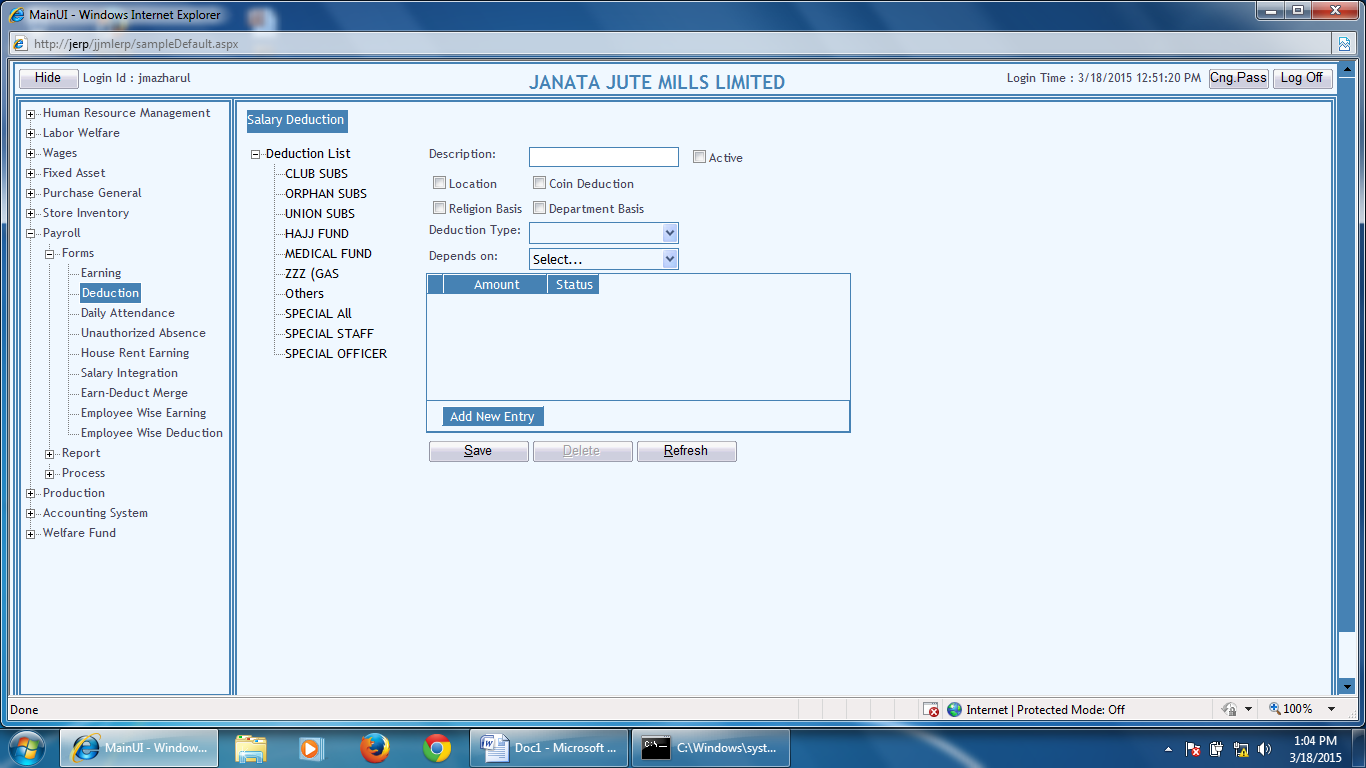 MainUI - Windows Internet Explorer
http://jerp/jjmlerp/sampleDefault.aspx
Hide Login Id : jmazharul JANATA JUTE MILLS LIMITED Login Time : 3/18/2015 12:51:20 PM Cng.Pass Log Off
Human Resource Management
Labor Welfare
Wages
Fixed Asset
Purchase General
Store Inventory
Payroll
Forms
Earning
Deduction
Daily Attendance
Unauthorized Absence
House Rent Earning
Salary Integration
Earn-Deduct Merge
Employee Wise Earning
Employee Wise Deduction
Report
Process
Production
Accounting System
Welfare Fund
Salary Deduction
Deduction List
CLUB SUBS
ORPHAN SUBS
UNION SUBS
HAJJ FUND
MEDICAL FUND
ZZZ (GAS
Others
SPECIAL All
SPECIAL STAFF
SPECIAL OFFICER
Description: Active
Location Coin Deduction
Religion Basis Department Basis
Deduction Type:
Depends on: Select...
Amount Status
Add New Entry
Save Delete Refresh
Done Internet | Protected Mode: Off 100%
MainUI - Window... Doc1 - Microsoft ... C:\Windows\syst... 1:04 PM
3/18/2015